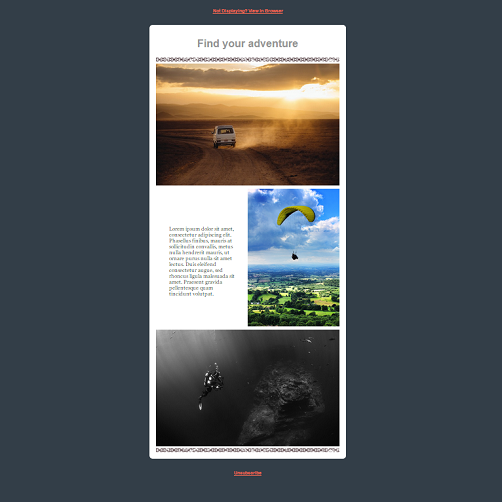 Not Displaying? View in Browser
Find your adventure
Lorem ipsum dolor sit amet,
consectetur adipiscing elit.
Phasellus finibus, mauris at
sollicitudin convallis, metus
nulla hendrerit mauris, ut
ornare purus nulla sit amet
lectus. Duis eleifend
consectetur augue, sed
rhoncus ligula malesuada sit
amet. Praesent gravida
pellentesque quam
tincidunt volutpat.
Unsubscribe